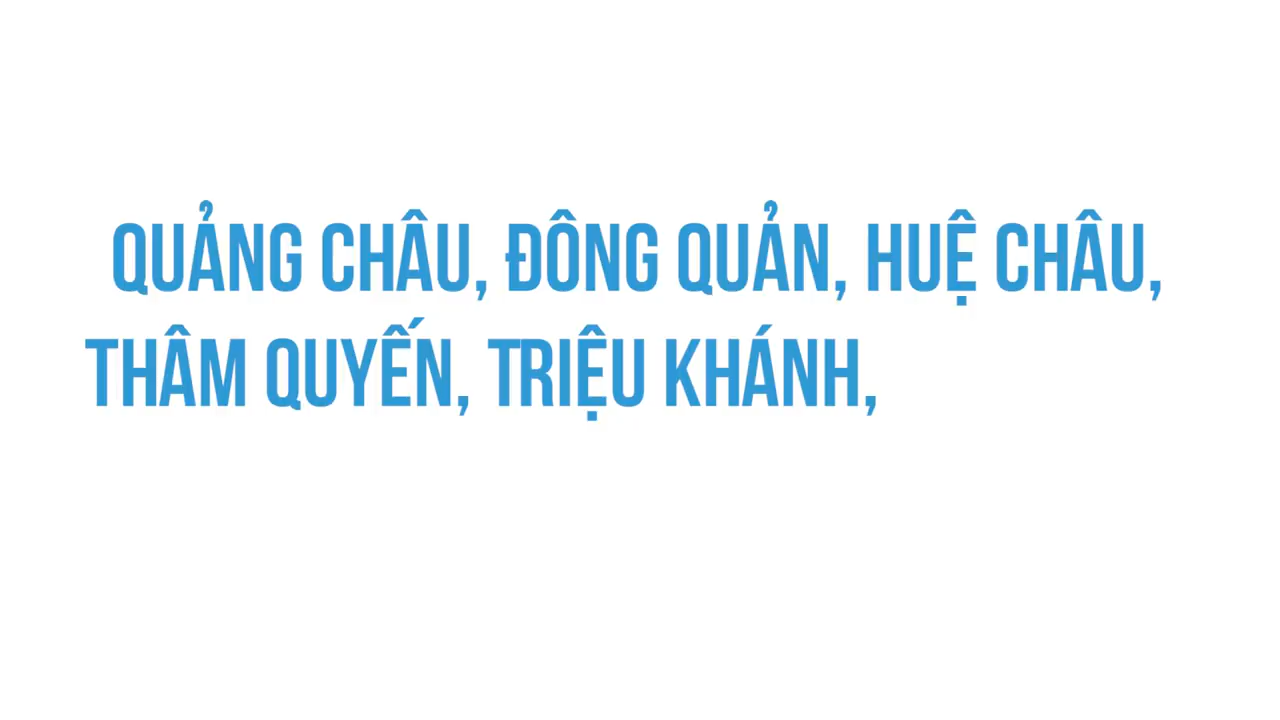 QUẢNG CHÂU, ĐÔNG QUẢN, HUỆ CHÂU,
THÂM QUYẾN, TRIỆU KHÁNH,